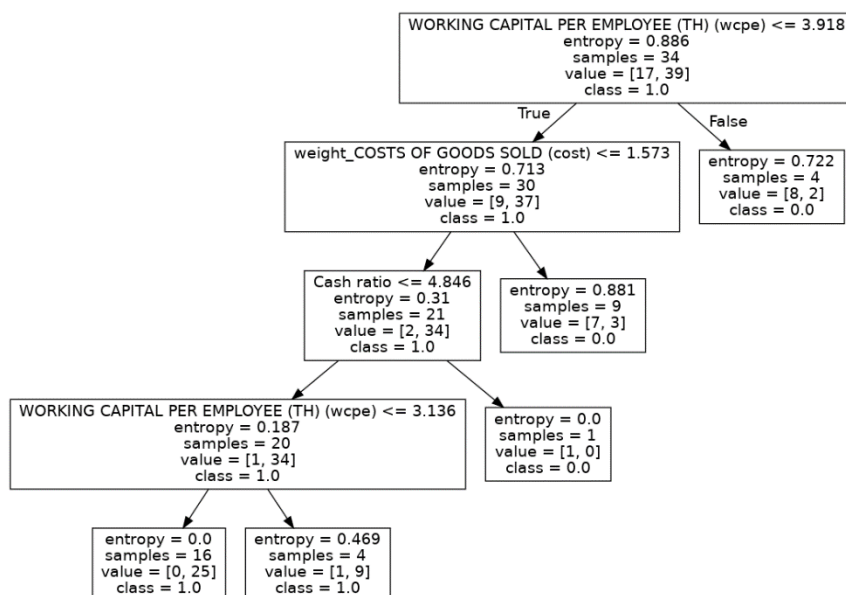 WORKING CAPITAL PER EMPLOYEE (TH) (wcpe) <= 3.918
entropy = 0.886
samples = 34
value = [17, 39]
class = 1.0
True
False
weight_COSTS OF GOODS SOLD (cost) <= 1.573
entropy = 0.713
samples = 30
value = [9, 37]
class = 1.0
entropy = 0.722
samples = 4
value = [8, 2]
class = 0.0
Cash ratio <= 4.846
entropy = 0.31
samples = 21
value = [2, 34]
class = 1.0
entropy = 0.881
samples = 9
value = [7, 3]
class = 0.0
WORKING CAPITAL PER EMPLOYEE (TH) (wcpe) <= 3.136
entropy = 0.187
samples = 20
value = [1, 34]
class = 1.0
entropy = 0.0
samples = 1
value = [1, 0]
class = 0.0
entropy = 0.0
samples = 16
value = [0, 25]
class = 1.0
entropy = 0.469
samples = 4
value = [1, 9]
class = 1.0